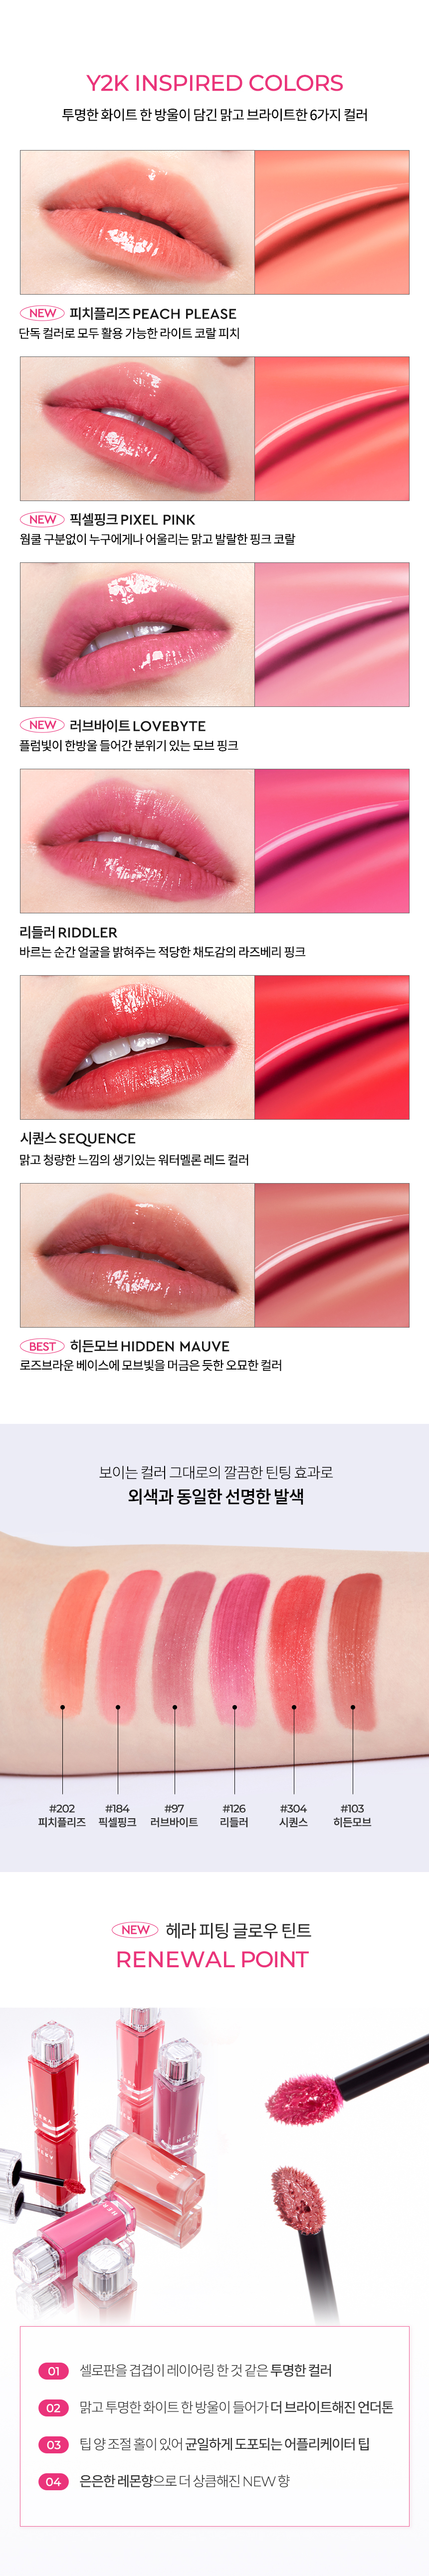 Y2K INSPIRED COLORS
투명한 화이트 한 방울이 담긴 맑고 브라이트한 6가지 컬러
NEW 피치플리즈 PEACH PLEASE
단독 컬러로 모두 활용 가능한 라이트 코랄 피치
NEW 픽셀핑크 PIXEL PINK
웜쿨 구분없이 누구에게나 어울리는 맑고 발랄한 핑크 코랄
NEW 러브바이트 LOVEBYTE
플럼빛이 한방울 들어간 분위기 있는 모브 핑크
리들러 RIDDLER
바르는 순간 얼굴을 밝혀주는 적당한 채도감의 라즈베리 핑크
시퀀스 SEQUENCE
맑고 청량한 느낌의 생기있는 워터멜론 레드 컬러
BEST 히든모브 HIDDEN MAUVE
로즈브라운 베이스에 모브빛을 머금은 듯한 오묘한 컬러
보이는 컬러 그대로의 깔끔한 틴팅 효과로
외색과 동일한 선명한 발색
#202 #184 #97 #126 #304 #103
피치플리즈 픽셀핑크 러브바이트 리들러 시퀀스 히든모브
NEW 헤라 피팅 글로우 틴트
RENEWAL POINT
HERA
HERA
HERA
01 셀로판을 겹겹이 레이어링 한 것 같은 투명한 컬러
02 맑고 투명한 화이트 한 방울이 들어가 더 브라이트해진 언더톤
03 팁 양 조절 홀이 있어 균일하게 도포되는 어플리케이터 팁
04 은은한 레몬향으로 더 상큼해진 NEW 향